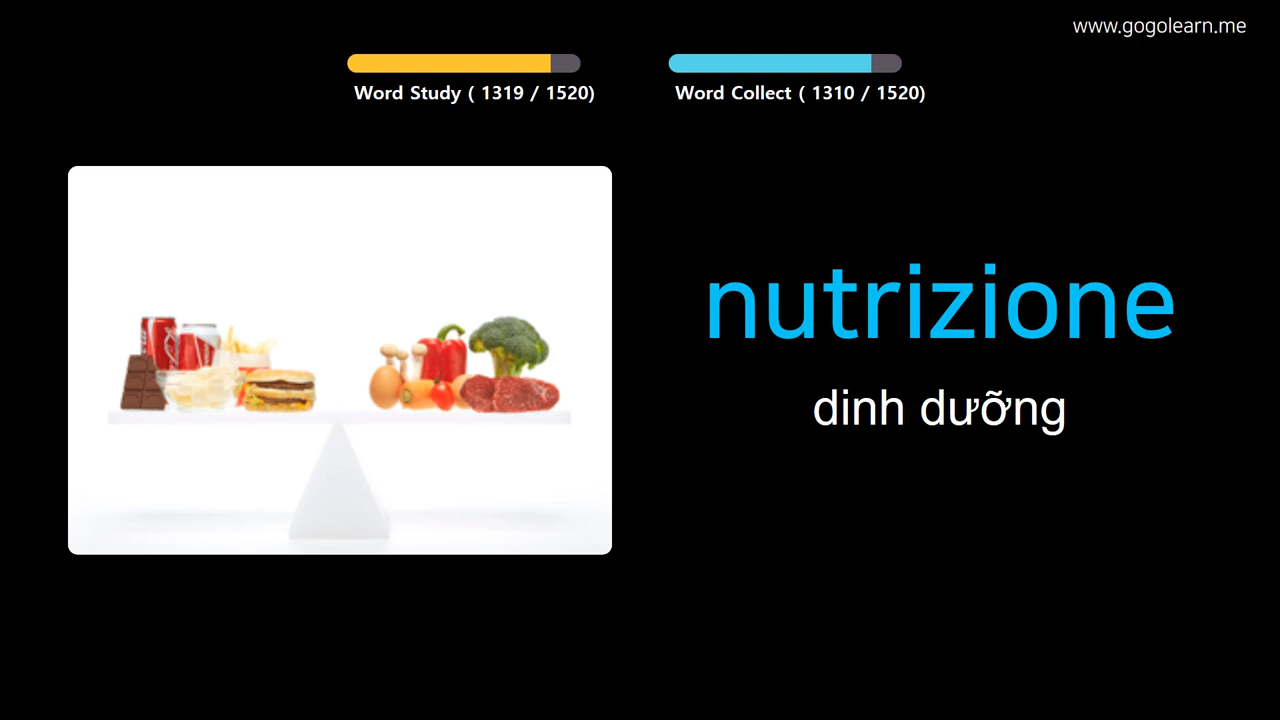 www.gogolearn.me
Word Study ( 1319 / 1520)
Word Collect ( 1310 / 1520)
nutrizione
dinh dưỡng